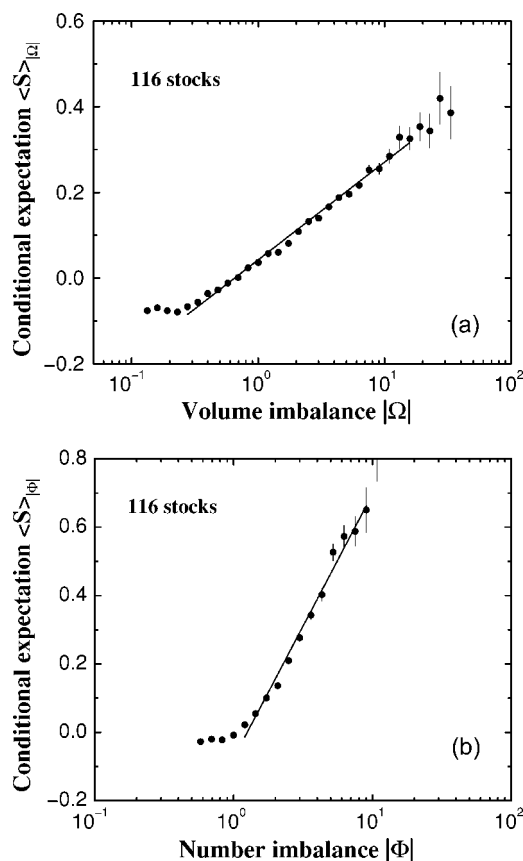 0.6
116 stocks
0.4
0.2
0.0
−0.2
(a)
10⁻¹ 10⁰ 10¹ 10²
Conditional expectation <S>|Ω|
Volume imbalance |Ω|
0.8
116 stocks
0.6
0.4
0.2
0.0
(b)
−0.2
10⁻¹ 10⁰ 10¹ 10²
Conditional expectation <S>|Φ|
Number imbalance |Φ|